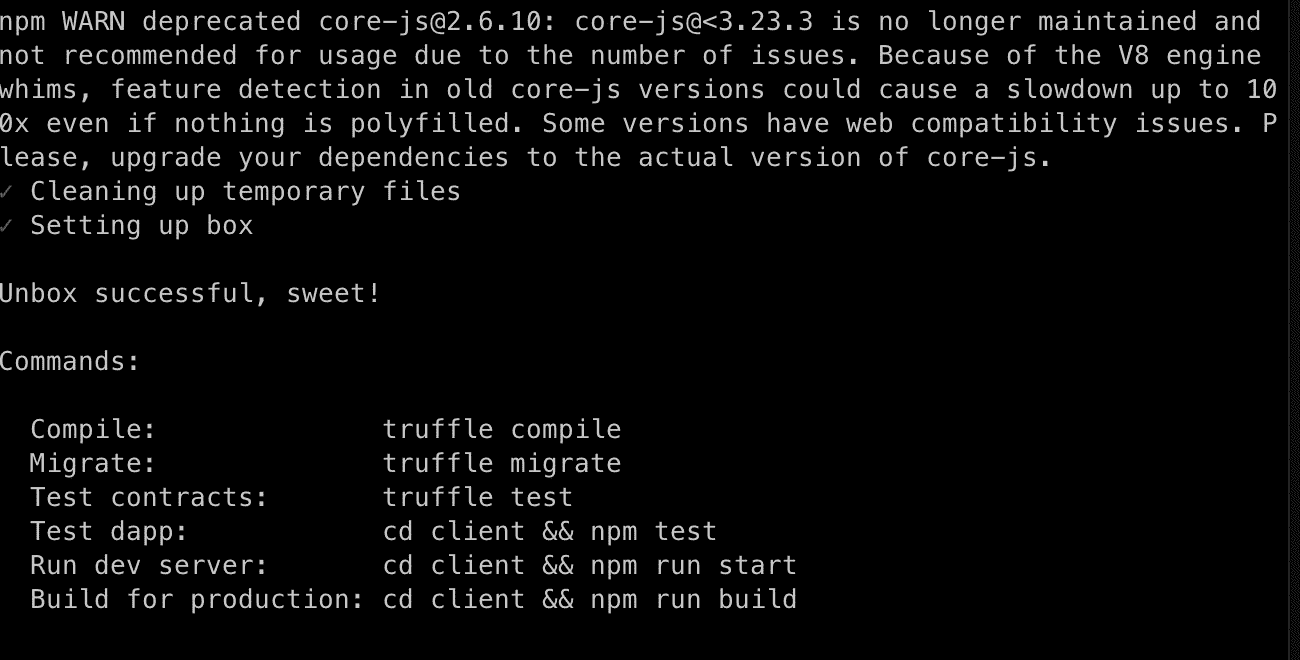 npm WARN deprecated core-js@2.6.10: core-js@<3.23.3 is no longer maintained and
not recommended for usage due to the number of issues. Because of the V8 engine
whims, feature detection in old core-js versions could cause a slowdown up to 10
0x even if nothing is polyfilled. Some versions have web compatibility issues. P
lease, upgrade your dependencies to the actual version of core-js.
✓ Cleaning up temporary files
✓ Setting up box
Unbox successful, sweet!
Commands:
Compile: truffle compile
Migrate: truffle migrate
Test contracts: truffle test
Test dapp: cd client && npm test
Run dev server: cd client && npm run start
Build for production: cd client && npm run build